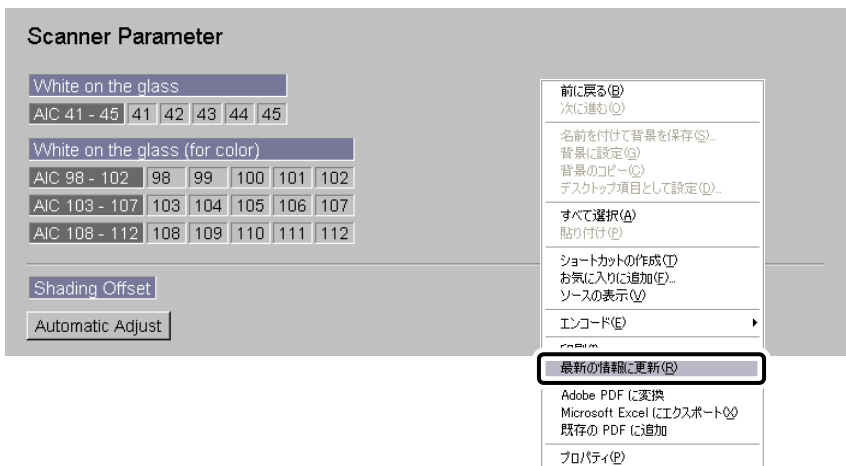 Scanner Parameter
White on the glass
AIC 41 - 45 41 42 43 44 45
White on the glass (for color)
AIC 98 - 102 98 99 100 101 102
AIC 103 - 107 103 104 105 106 107
AIC 108 - 112 108 109 110 111 112
Shading Offset
Automatic Adjust
前に戻る(B)
次に進む(O)
名前を付けて背景を保存(S)...
背景に設定(G)
背景のコピー(C)
デスクトップ項目として設定(D)...
すべて選択(A)
貼り付け(P)
ショートカットの作成(T)
お気に入りに追加(F)...
ソースの表示(V)
エンコード(E)
最新の情報に更新(R)
Adobe PDF に変換
Microsoft Excel にエクスポート(X)
既存の PDF に追加
プロパティ(P)